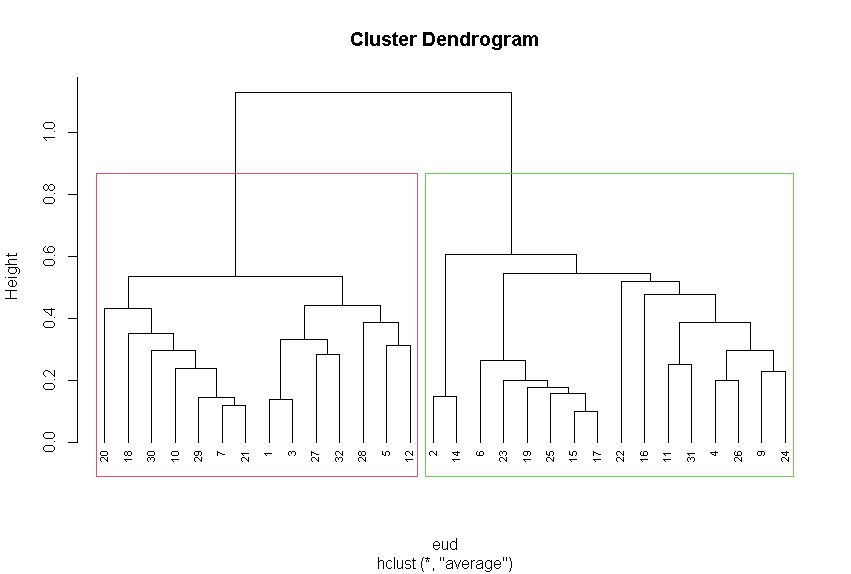 Cluster Dendrogram
Height
0.0 0.2 0.4 0.6 0.8 1.0
20 18 30 10 29 7 21 1 3 27 32 28 5 12 2 14 6 23 19 25 15 17 22 16 11 31 4 26 9 24
eud
hclust (*, "average")